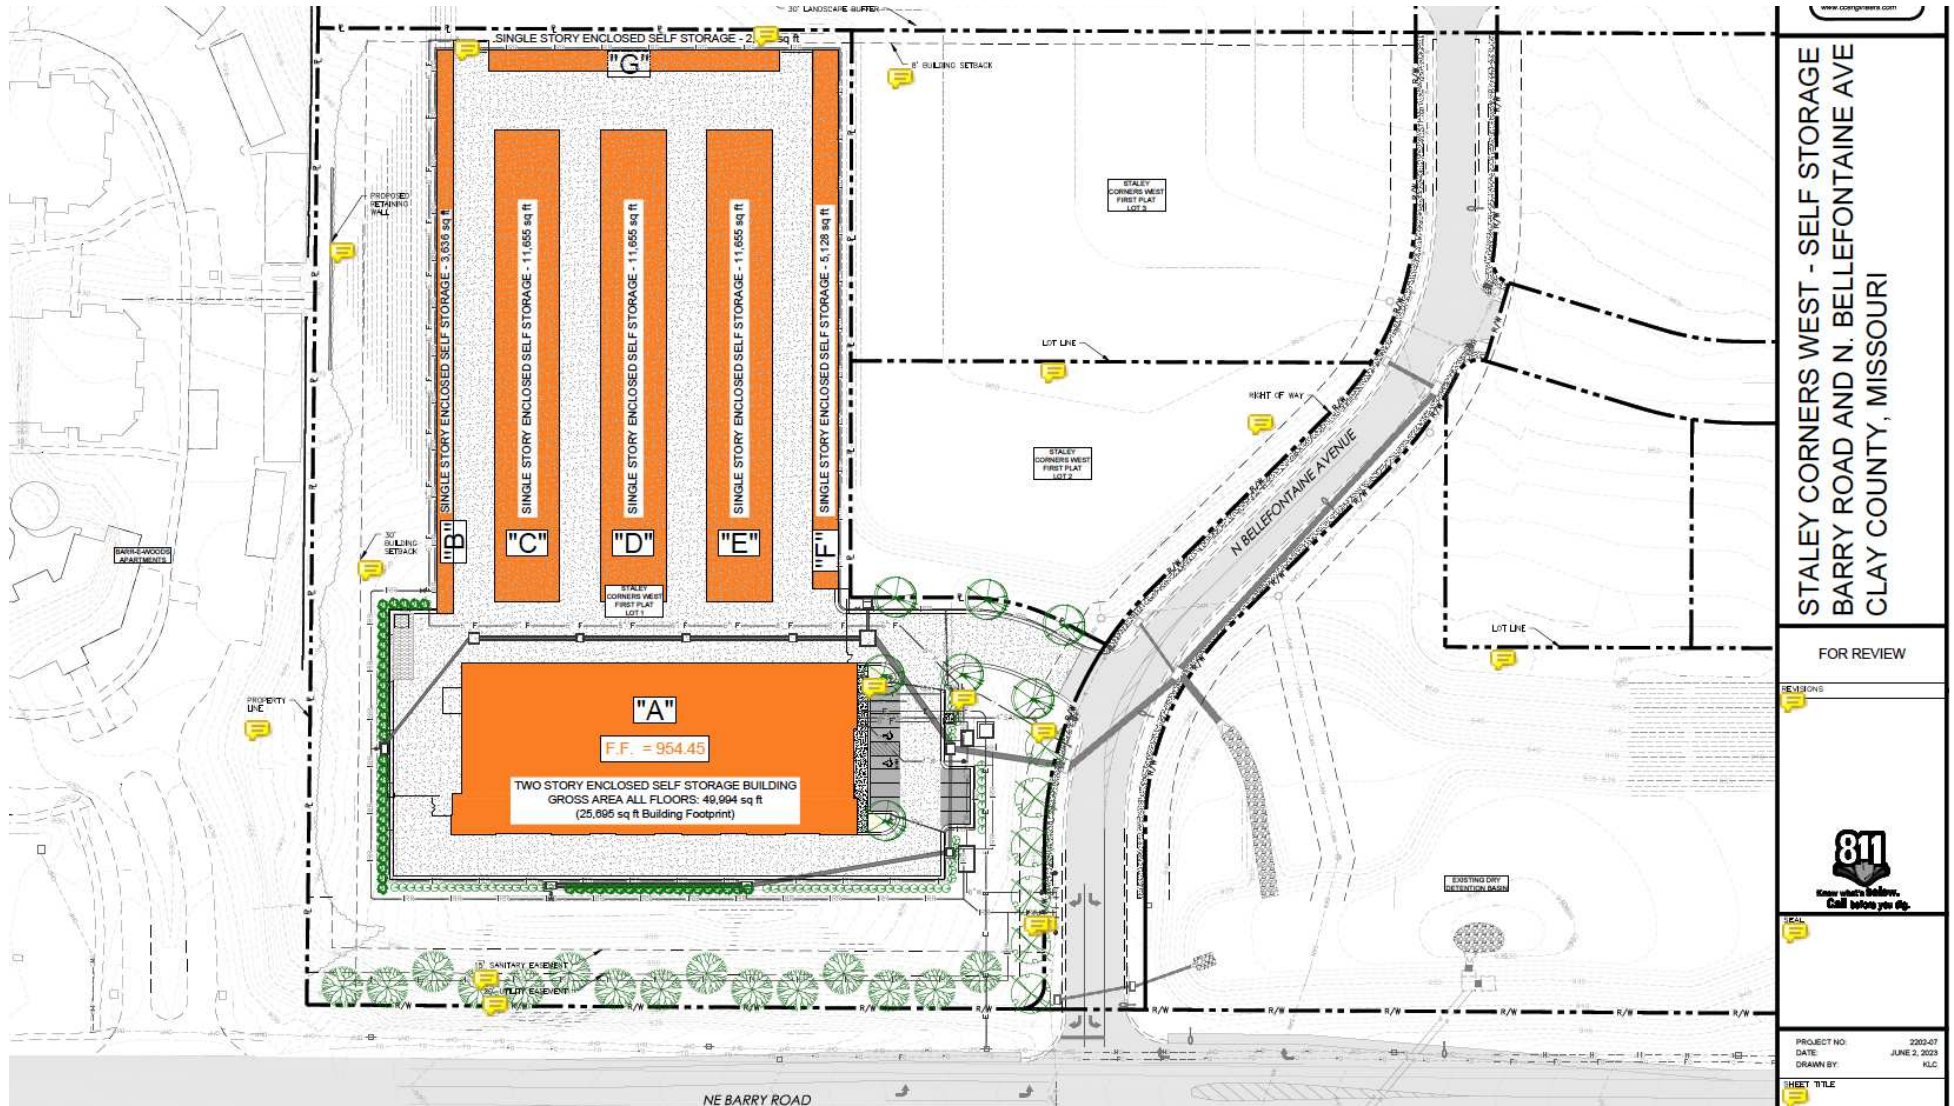 30' LANDSCAPE BUFFER
SINGLE STORY ENCLOSED SELF STORAGE - 2, sq ft
"G"
8' BUILDING SETBACK
PROPOSED
RETAINING
WALL
SINGLE STORY ENCLOSED SELF STORAGE - 3,636 sq ft
"B"
SINGLE STORY ENCLOSED SELF STORAGE - 11,655 sq ft
"C"
SINGLE STORY ENCLOSED SELF STORAGE - 11,655 sq ft
"D"
SINGLE STORY ENCLOSED SELF STORAGE - 11,655 sq ft
"E"
SINGLE STORY ENCLOSED SELF STORAGE - 5,128 sq ft
"F"
STALEY
CORNERS WEST
FIRST PLAT
LOT 3
LOT LINE
RIGHT OF WAY
STALEY
CORNERS WEST
FIRST PLAT
LOT 2
N BELLEFONTAINE AVENUE
30'
BUILDING
SETBACK
BARR-E-WOODS
APARTMENTS
STALEY
CORNERS WEST
FIRST PLAT
LOT 1
LOT LINE
PROPERTY
LINE
"A"
F.F. = 954.45
TWO STORY ENCLOSED SELF STORAGE BUILDING
GROSS AREA ALL FLOORS: 49,994 sq ft
(25,695 sq ft Building Footprint)
EXISTING DRY
DETENTION BASIN
15' SANITARY EASEMENT
UTILITY EASEMENT
R/W
R/W
R/W
R/W
R/W
R/W
R/W
R/W
R/W
NE BARRY ROAD
www.cosengineers.com
STALEY CORNERS WEST - SELF STORAGE
BARRY ROAD AND N. BELLEFONTAINE AVE
CLAY COUNTY, MISSOURI
FOR REVIEW
REVISIONS
811
Know what's below.
Call before you dig.
SEAL
PROJECT NO: 2202-07
DATE: JUNE 2, 2023
DRAWN BY: KLC
SHEET TITLE